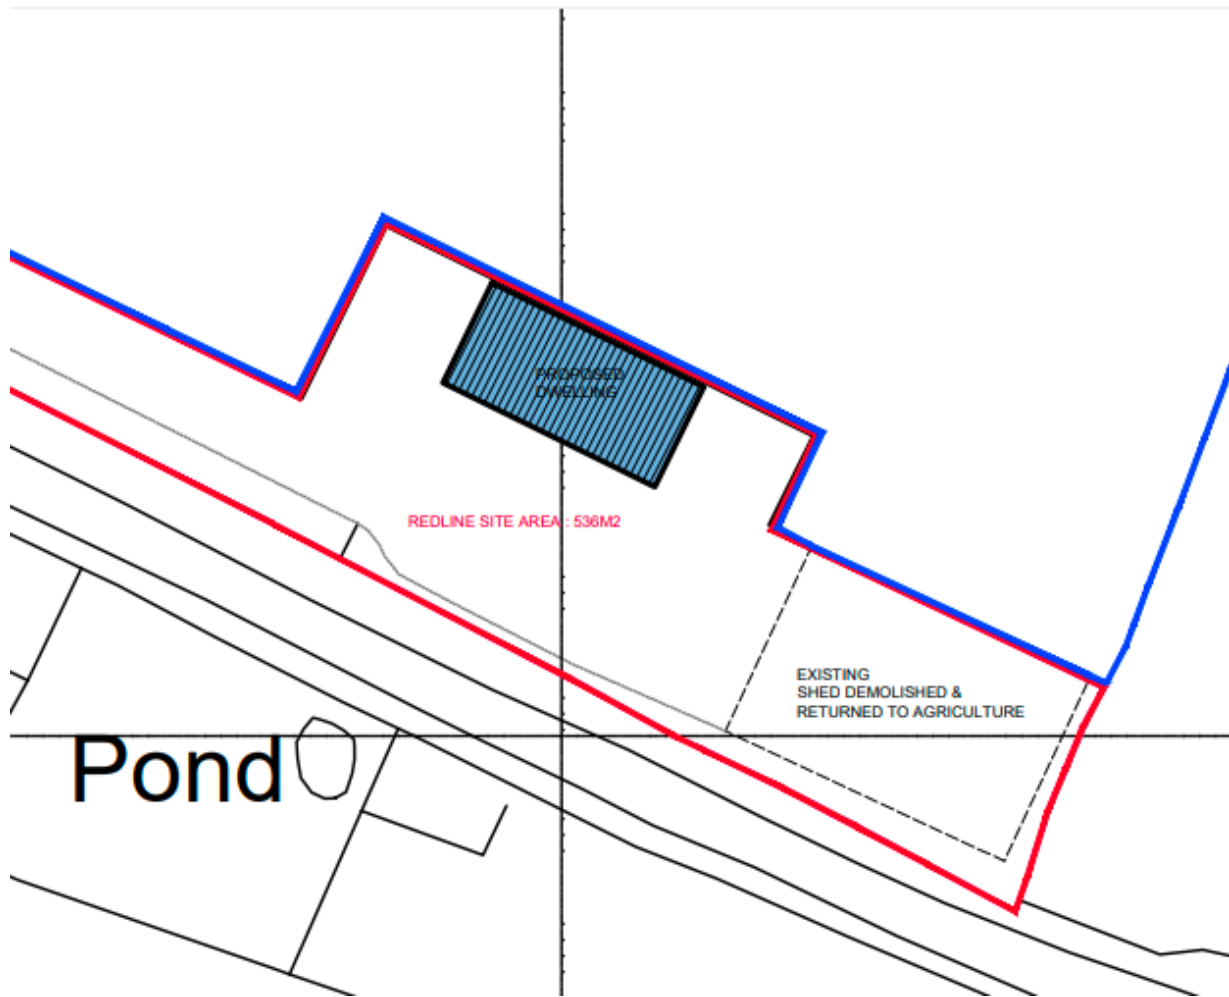 PROPOSED
DWELLING
REDLINE SITE AREA : 536M2
EXISTING
SHED DEMOLISHED &
RETURNED TO AGRICULTURE
Pond